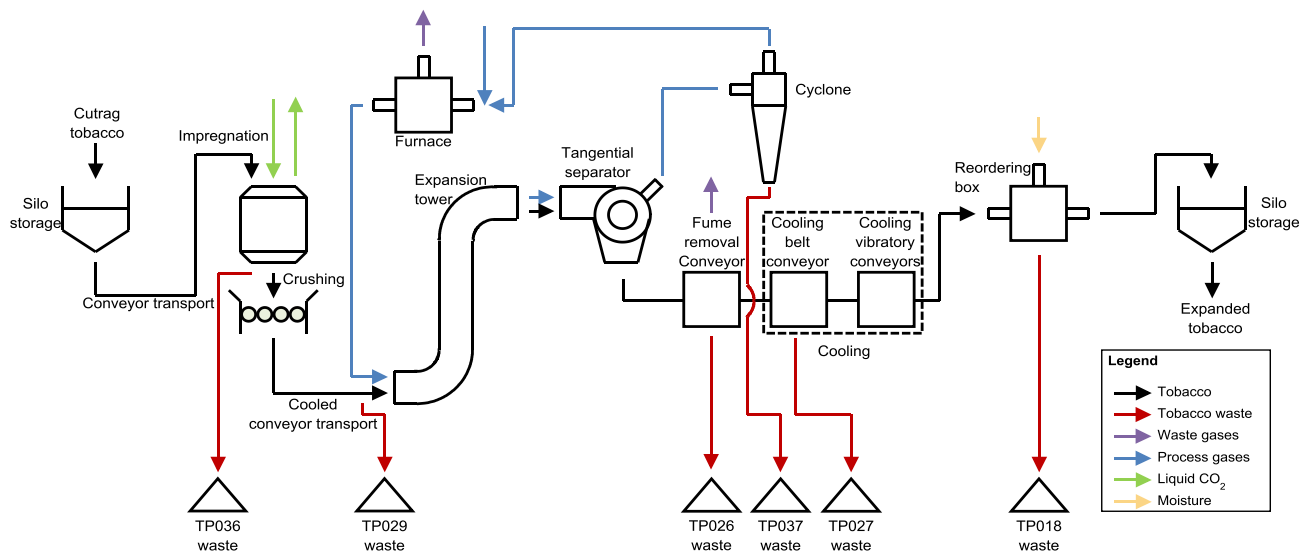 Cutrag
tobacco
Silo
storage
Conveyor transport
Impregnation
Crushing
Cooled
conveyor transport
Furnace
Expansion
tower
Tangential
separator
Cyclone
Fume
removal
Conveyor
Cooling
belt
conveyor
Cooling
vibratory
conveyors
Cooling
Reordering
box
Silo
storage
Expanded
tobacco
Legend
Tobacco
Tobacco waste
Waste gases
Process gases
Liquid CO2
Moisture
TP036
waste
TP029
waste
TP026
waste
TP037
waste
TP027
waste
TP018
waste